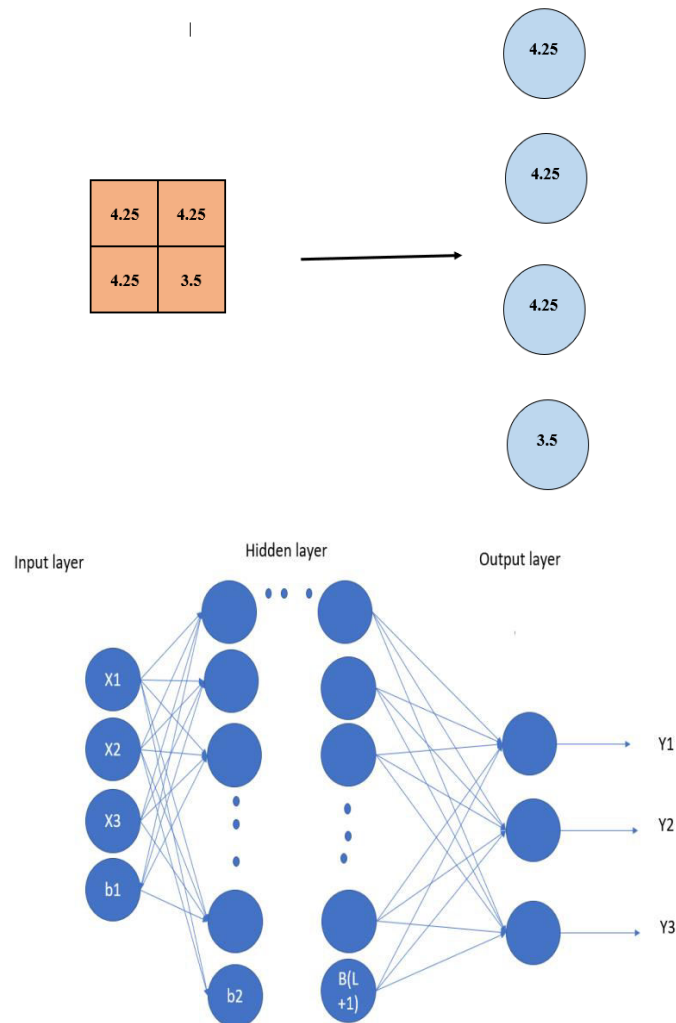 4.25
4.25
4.25 4.25
4.25 3.5
4.25
3.5
Input layer
Hidden layer
Output layer
X1
X2
X3
b1
b2
B(L
+1)
Y1
Y2
Y3